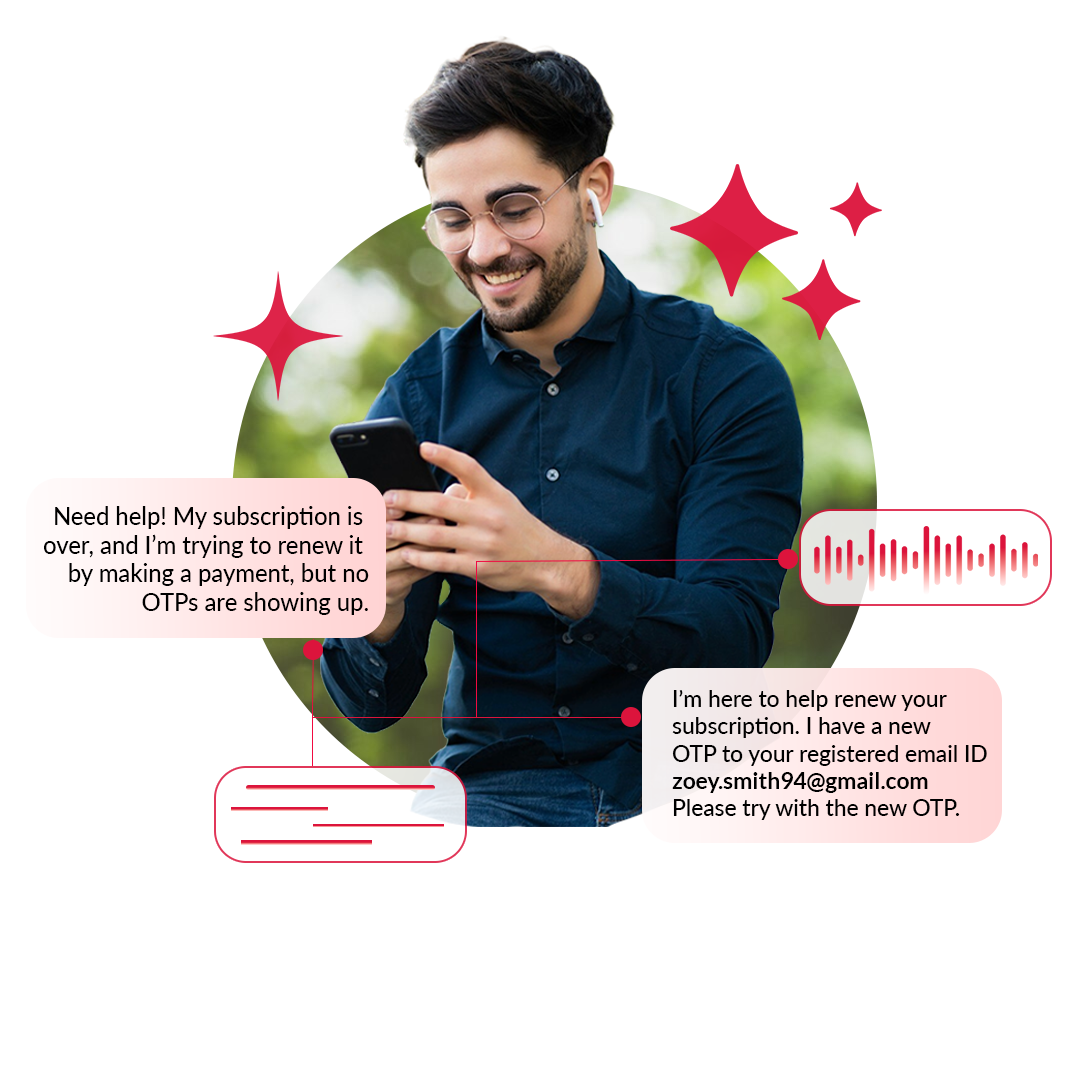 Need help! My subscription is
over, and I'm trying to renew it
by making a payment, but no
OTPs are showing up.
I'm here to help renew your
subscription. I have a new
OTP to your registered email ID
zoey.smith94@gmail.com
Please try with the new OTP.